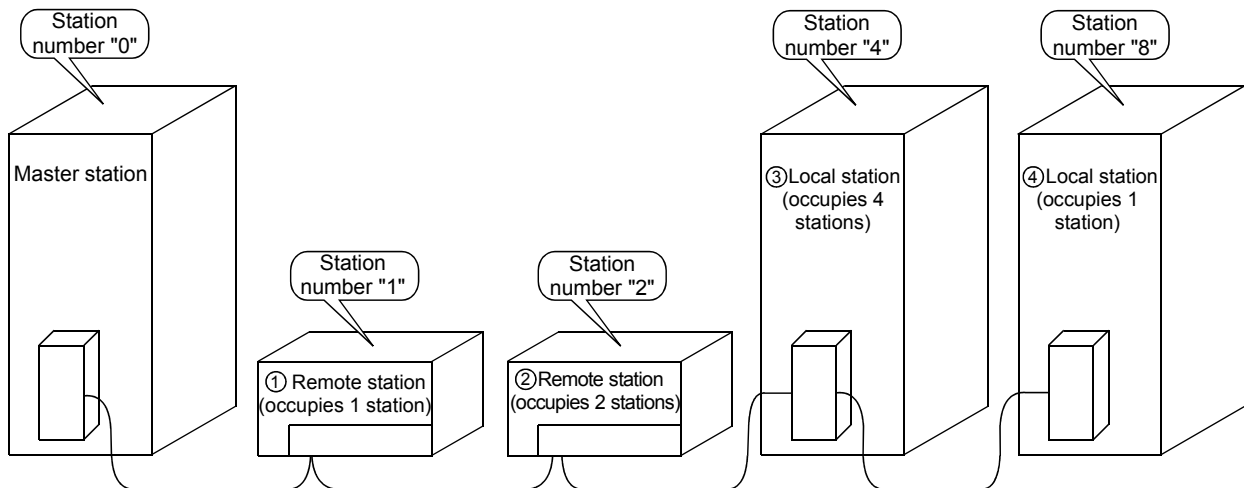 Station
number "0"
Station
number "4"
Station
number "8"
Master station
③Local station
(occupies 4
stations)
④Local station
(occupies 1
station)
Station
number "1"
Station
number "2"
① Remote station
(occupies 1 station)
②Remote station
(occupies 2 stations)